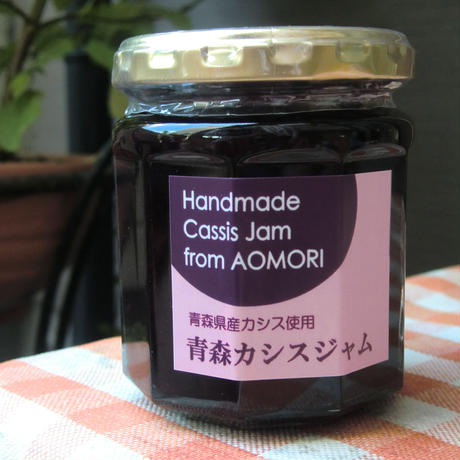 Handmade
Cassis Jam
from AOMORI
青森県産カシス使用
青森カシスジャム